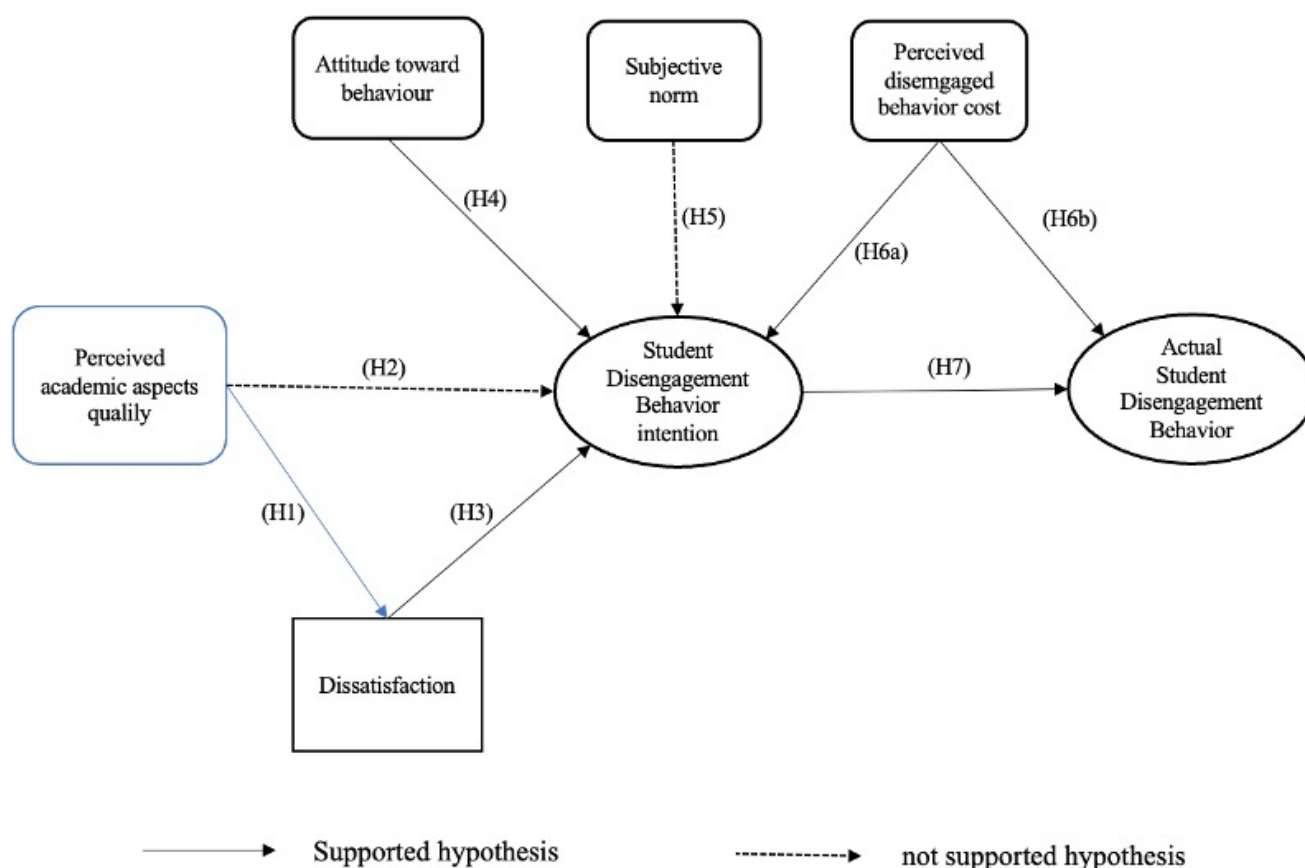 Attitude toward
behaviour
Subjective
norm
Perceived
disemgaged
behavior cost
(H4)
(H5)
(H6a)
(H6b)
Perceived
academic aspects
qualily
(H2)
Student
Disengagement
Behavior
intention
(H7)
Actual
Student
Disengagement
Behavior
(H1)
(H3)
Dissatisfaction
Supported hypothesis
not supported hypothesis